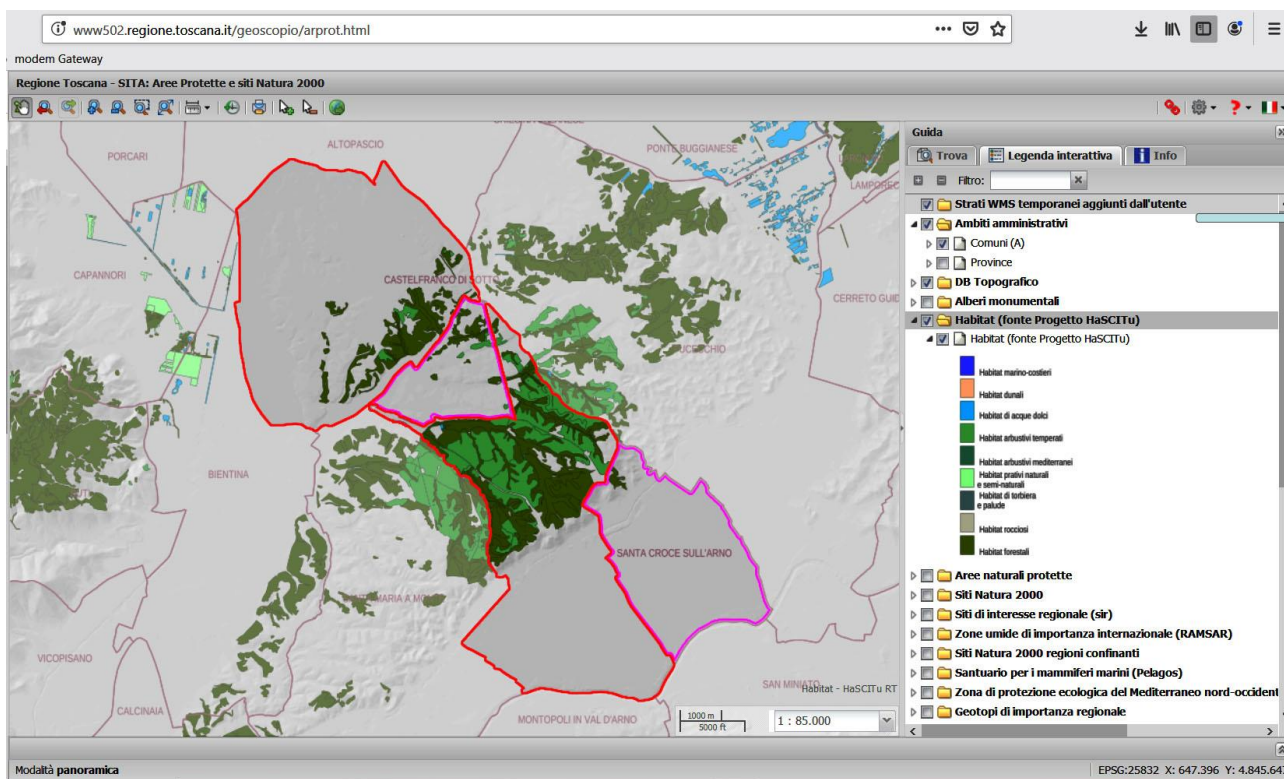 www502.regione.toscana.it/geoscopio/arprot.html
modem Gateway
Regione Toscana - SITA: Aree Protette e siti Natura 2000
Guida
Trova
Legenda interattiva
Info
Filtro:
Strati WMS temporanei aggiunti dall'utente
Ambiti amministrativi
Comuni (A)
Province
DB Topografico
Alberi monumentali
Habitat (fonte Progetto HaSCITu)
Habitat (fonte Progetto HaSCITu)
Habitat marino-costieri
Habitat dunali
Habitat di acque dolci
Habitat arbustivi temperati
Habitat arbustivi mediterranei
Habitat prativi naturali
e semi-naturali
Habitat di torbiera
e palude
Habitat rocciosi
Habitat forestali
Aree naturali protette
Siti Natura 2000
Siti di interesse regionale (sir)
Zone umide di importanza internazionale (RAMSAR)
Siti Natura 2000 regioni confinanti
Santuario per i mammiferi marini (Pelagos)
Zona di protezione ecologica del Mediterraneo nord-occident
Geotopi di importanza regionale
ALTOPASCIO
PORCARI
PONTE BUGGIANESE
LAMPOREC
CAPANNORI
CASTELFRANCO DI SOTTO
CERRETO GUID
UCECCHIO
BIENTINA
SANTA CROCE SULL'ARNO
MARIA A MO
VICOPISANO
CALCINAIA
SAN MINIATO
MONTOPOLI IN VAL D'ARNO
Habitat - HaSCITu RT
1000 m
5000 ft
1 : 85.000
Modalità panoramica
EPSG:25832 X: 647.396 Y: 4.845.64